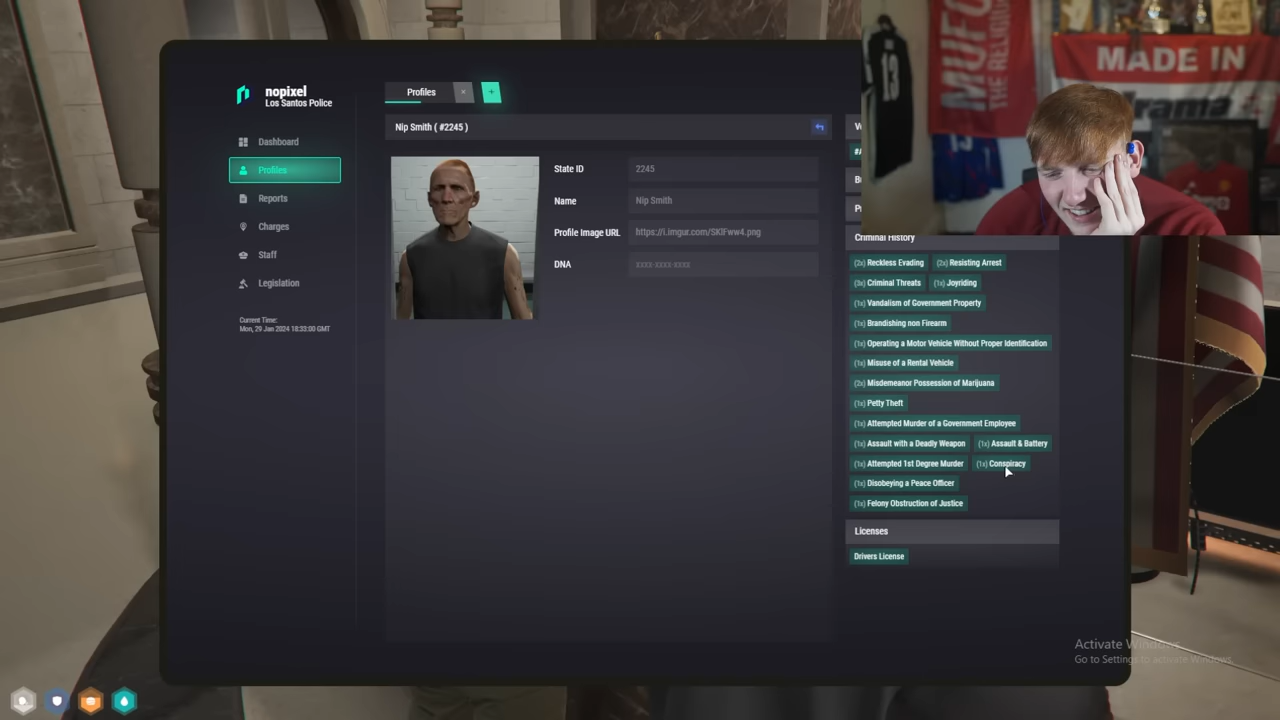 nopixel
Los Santos Police
Dashboard
Profiles
Reports
Charges
Staff
Legislation
Current Time:
Mon, 29 Jan 2024 18:33:00 GMT
Profiles × +
Nip Smith ( #2245 )
State ID 2245
Name Nip Smith
Profile Image URL
DNA xxxx-xxxx-xxxx
Criminal History
(2x) Reckless Evading (2x) Resisting Arrest
(3x) Criminal Threats (1x) Joyriding
(1x) Vandalism of Government Property
(1x) Brandishing non Firearm
(1x) Operating a Motor Vehicle Without Proper Identification
(1x) Misuse of a Rental Vehicle
(2x) Misdemeanor Possession of Marijuana
(1x) Petty Theft
(1x) Attempted Murder of a Government Employee
(1x) Assault with a Deadly Weapon (1x) Assault & Battery
(1x) Attempted 1st Degree Murder (1x) Conspiracy
(1x) Disobeying a Peace Officer
(1x) Felony Obstruction of Justice
Licenses
Drivers License
MUFC
THE RELIGION
13
MADE IN
Activate Windows
Go to Settings to activate Windows.